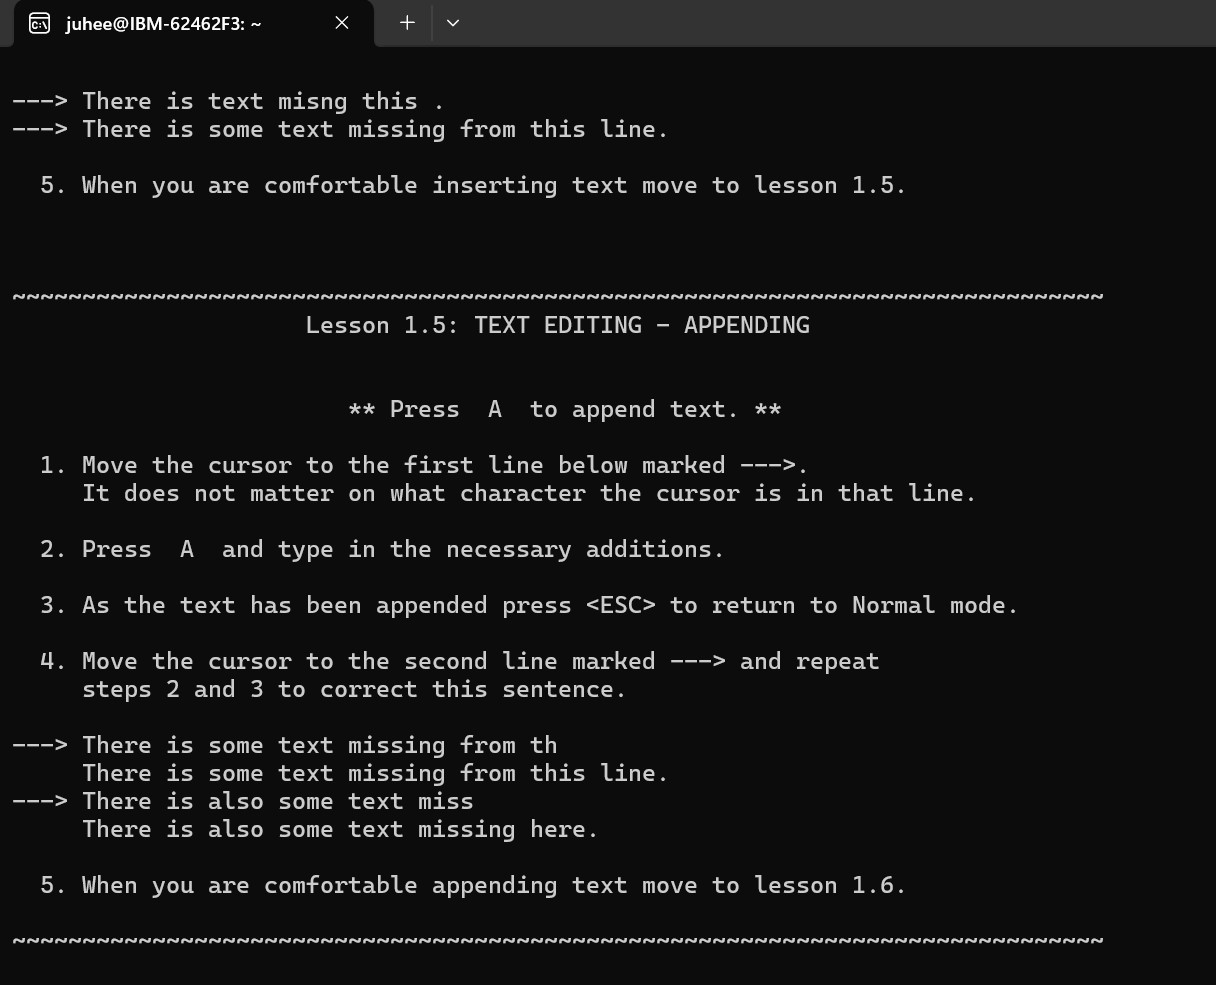 juhee@IBM-62462F3: ~
---> There is text misng this .
---> There is some text missing from this line.
5. When you are comfortable inserting text move to lesson 1.5.
~~~~~~~~~~~~~~~~~~~~~~~~~~~~~~~~~~~~~~~~~~~~~~~~~~~~~~~~~~~~~~~~~~~~~~~~~~~~~~
Lesson 1.5: TEXT EDITING - APPENDING
** Press  A  to append text. **
1. Move the cursor to the first line below marked --->.
It does not matter on what character the cursor is in that line.
2. Press  A  and type in the necessary additions.
3. As the text has been appended press <ESC> to return to Normal mode.
4. Move the cursor to the second line marked ---> and repeat
steps 2 and 3 to correct this sentence.
---> There is some text missing from th
There is some text missing from this line.
---> There is also some text miss
There is also some text missing here.
5. When you are comfortable appending text move to lesson 1.6.
~~~~~~~~~~~~~~~~~~~~~~~~~~~~~~~~~~~~~~~~~~~~~~~~~~~~~~~~~~~~~~~~~~~~~~~~~~~~~~